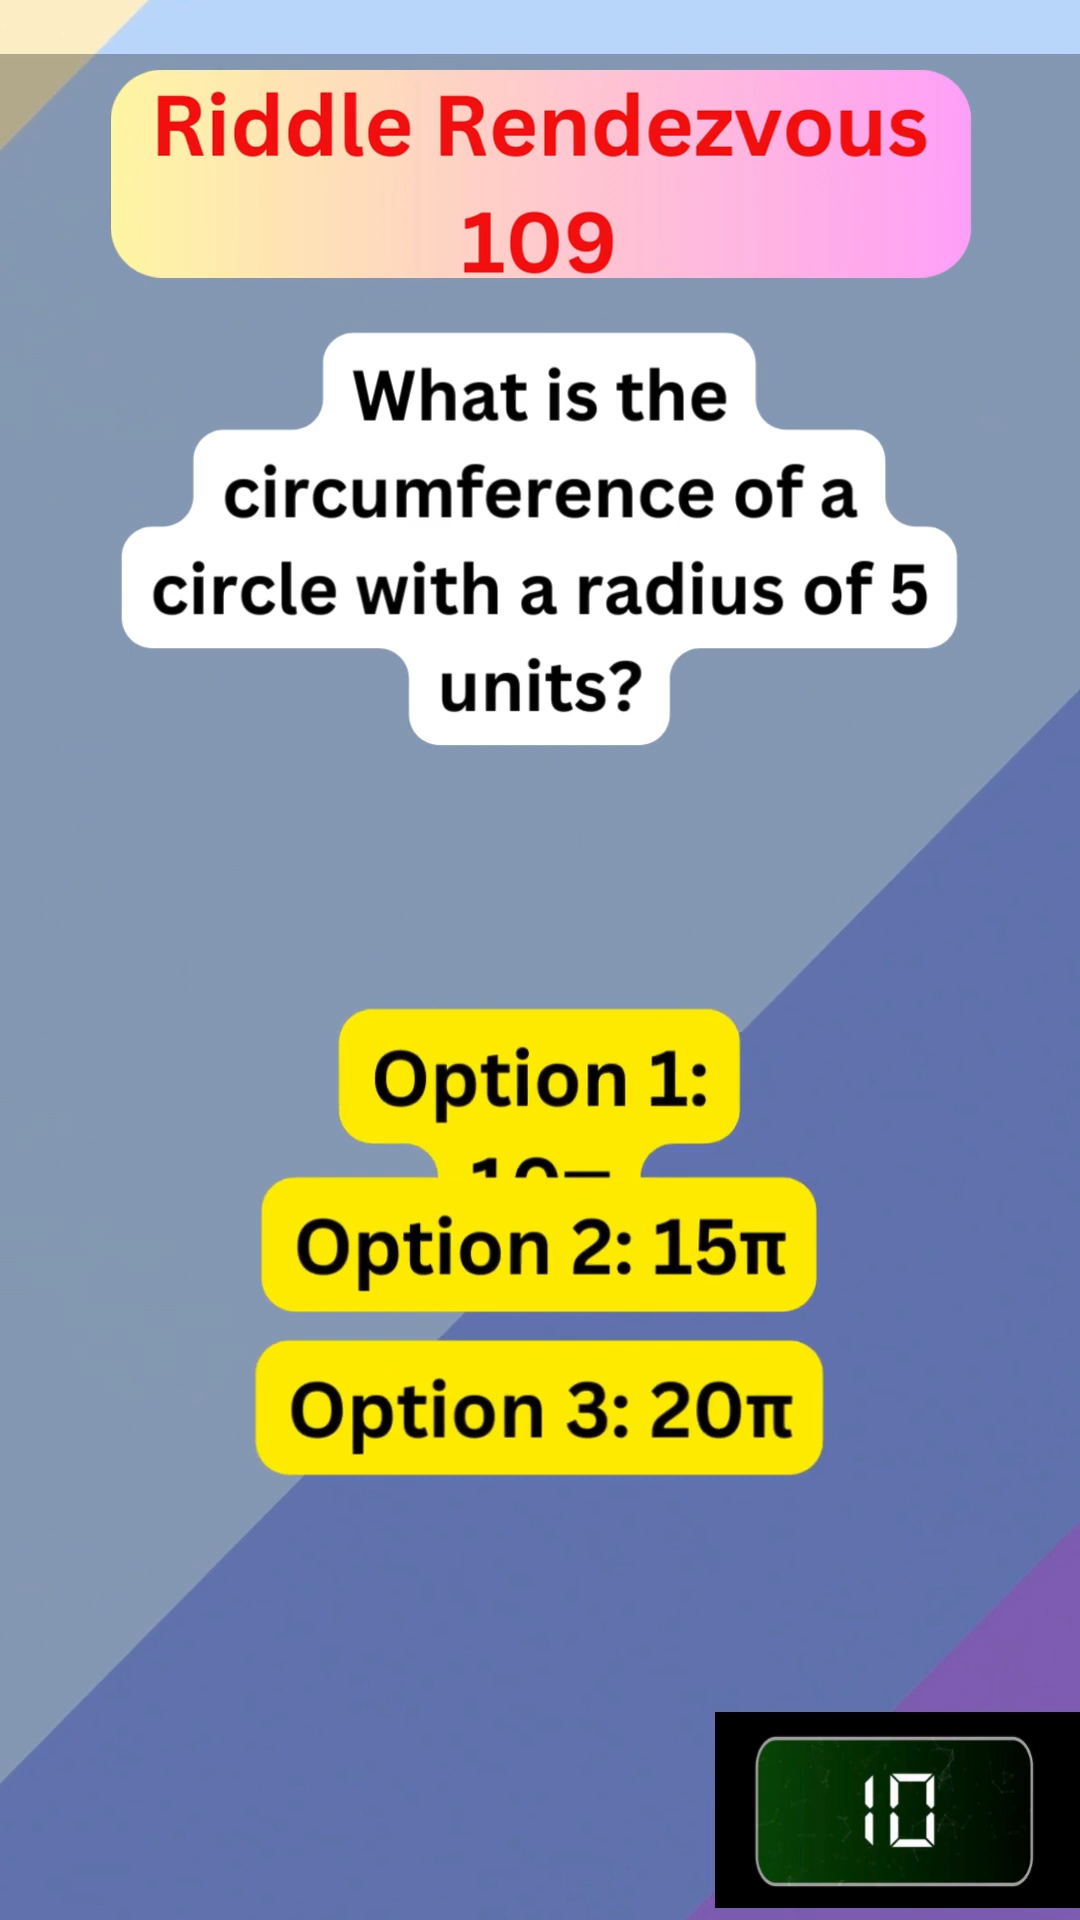 Riddle Rendezvous
109
What is the
circumference of a
circle with a radius of 5
units?
Option 1:
Option 2: 15π
Option 3: 20π
10